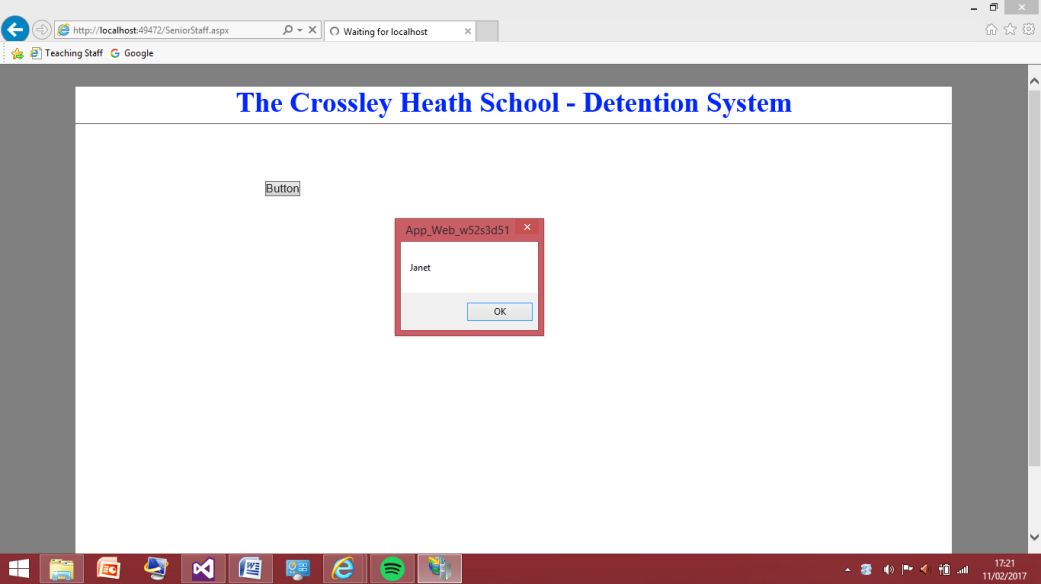 http://localhost:49472/SeniorStaff.aspx
Waiting for localhost
Teaching Staff
Google
The Crossley Heath School - Detention System
Button
App_Web_w52s3d51
Janet
OK
17:21
11/02/2017